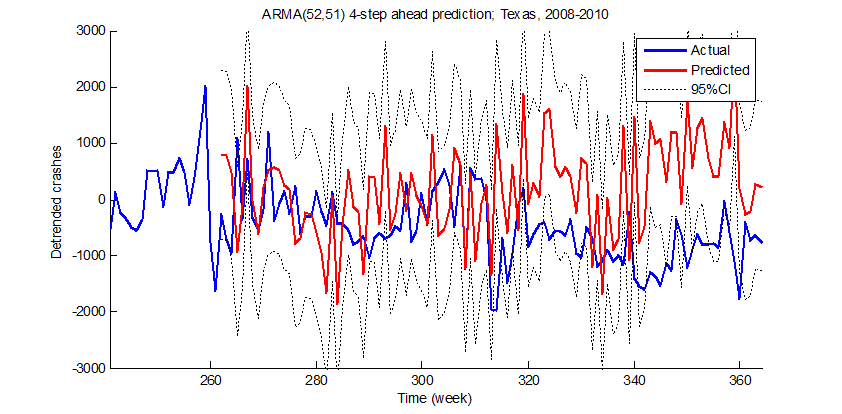 ARMA(52,51) 4-step ahead prediction; Texas, 2008-2010
3000
2000
1000
0
-1000
-2000
-3000
Detrended crashes
Actual
Predicted
95%CI
260
280
300
320
340
360
Time (week)